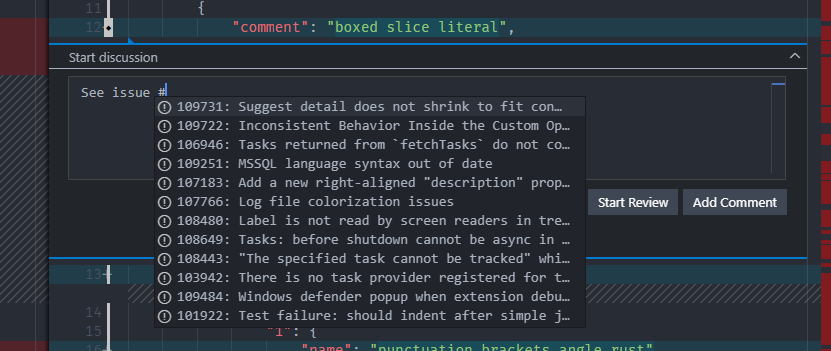 11 {
12 "comment": "boxed slice literal",
Start discussion
See issue #
109731: Suggest detail does not shrink to fit con…
109722: Inconsistent Behavior Inside the Custom Op…
106946: Tasks returned from `fetchTasks` do not co…
109251: MSSQL language syntax out of date
107183: Add a new right-aligned "description" prop…
107766: Log file colorization issues
108480: Label is not read by screen readers in tre…
108649: Tasks: before shutdown cannot be async in …
108443: "The specified task cannot be tracked" whi…
103942: There is no task provider registered for t…
109484: Windows defender popup when extension debu…
101922: Test failure: should indent after simple j…
Start Review
Add Comment
13
14
15 "1": {
16 "name": "punctuation.brackets.angle.rust"